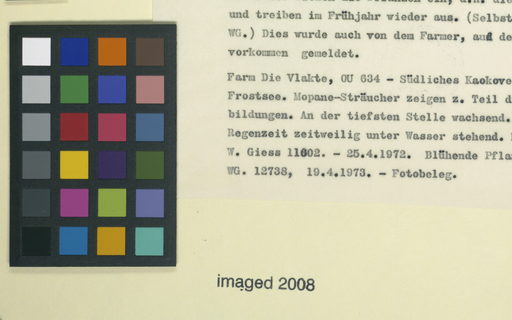 und treiben im Frühjahr wieder aus. (Selbst
WG.) Dies wurde auch von dem Farmer, auf de
vorkommen gemeldet.
Farm Die Vlakte, OU 634 - Südliches Kaokove
Frostsee. Mopane-Sträucher zeigen z. Teil d
bildungen. An der tiefsten Stelle wachsend.
Regenzeit zeitweilig unter Wasser stehend.
W. Giess 11602. - 25.4.1972. Blühende Pfla
WG. 12738, 19.4.1973. - Fotobeleg.
imaged 2008